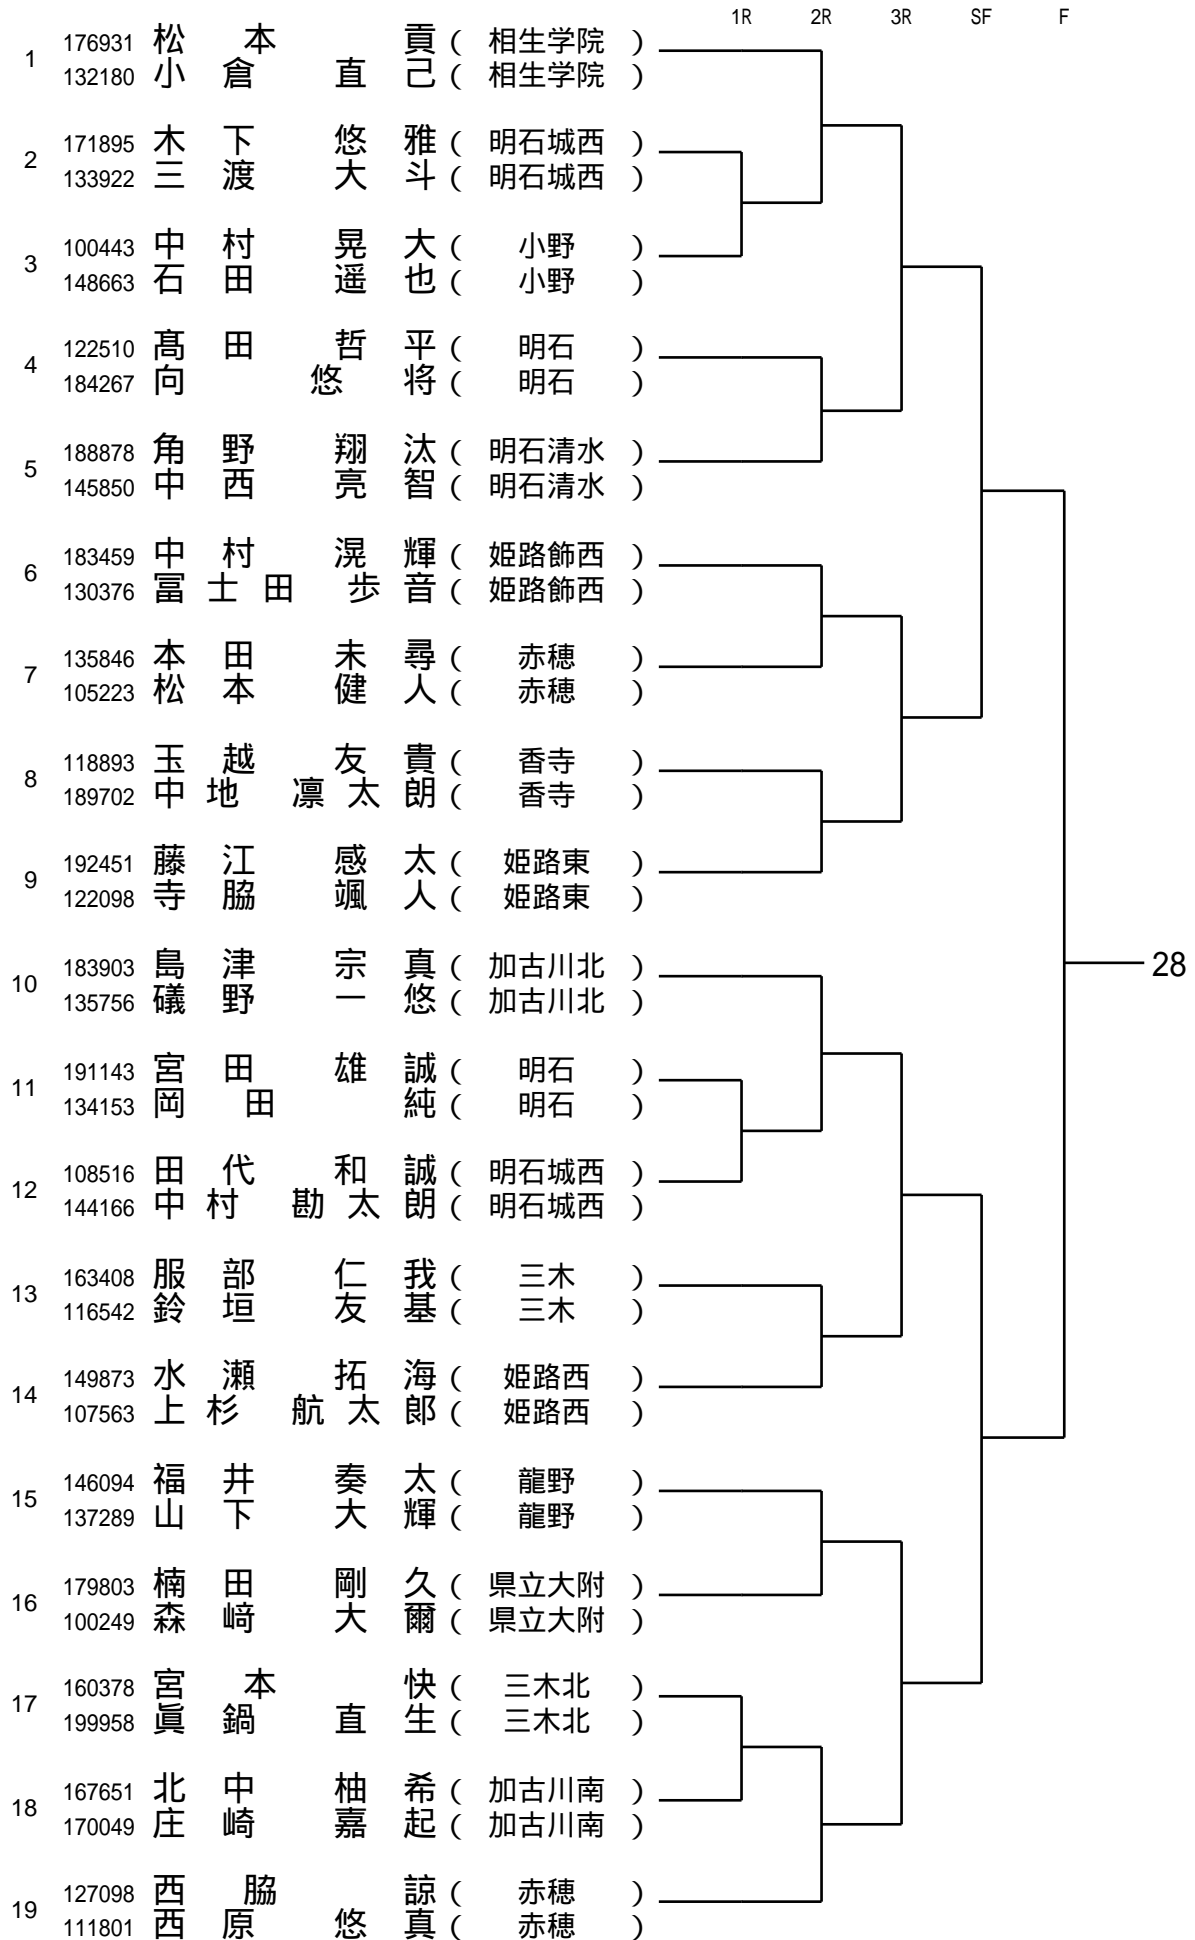 1R 2R 3R SF F
1 176931 松本 貢 ( 相生学院 )
132180 小倉 直己 ( 相生学院 )
2 171895 木下 悠雅 ( 明石城西 )
133922 三渡 大斗 ( 明石城西 )
3 100443 中村 晃大 ( 小野 )
148663 石田 遥也 ( 小野 )
4 122510 髙田 哲平 ( 明石 )
184267 向 悠将 ( 明石 )
5 188878 角野 翔汰 ( 明石清水 )
145850 中西 亮智 ( 明石清水 )
6 183459 中村 滉輝 ( 姫路飾西 )
130376 冨士田 歩音 ( 姫路飾西 )
7 135846 本田 未尋 ( 赤穂 )
105223 松本 健人 ( 赤穂 )
8 118893 玉越 友貴 ( 香寺 )
189702 中地 凛太朗 ( 香寺 )
9 192451 藤江 感太 ( 姫路東 )
122098 寺脇 颯人 ( 姫路東 )
10 183903 島津 宗真 ( 加古川北 )
135756 礒野 一悠 ( 加古川北 )
28
11 191143 宮田 雄誠 ( 明石 )
134153 岡田 純 ( 明石 )
12 108516 田代 和誠 ( 明石城西 )
144166 中村 勘太朗 ( 明石城西 )
13 163408 服部 仁我 ( 三木 )
116542 鈴垣 友基 ( 三木 )
14 149873 水瀬 拓海 ( 姫路西 )
107563 上杉 航太郎 ( 姫路西 )
15 146094 福井 奏太 ( 龍野 )
137289 山下 大輝 ( 龍野 )
16 179803 楠田 剛久 ( 県立大附 )
100249 森﨑 大爾 ( 県立大附 )
17 160378 宮本 快 ( 三木北 )
199958 眞鍋 直生 ( 三木北 )
18 167651 北中 柚希 ( 加古川南 )
170049 庄崎 嘉起 ( 加古川南 )
19 127098 西脇 諒 ( 赤穂 )
111801 西原 悠真 ( 赤穂 )